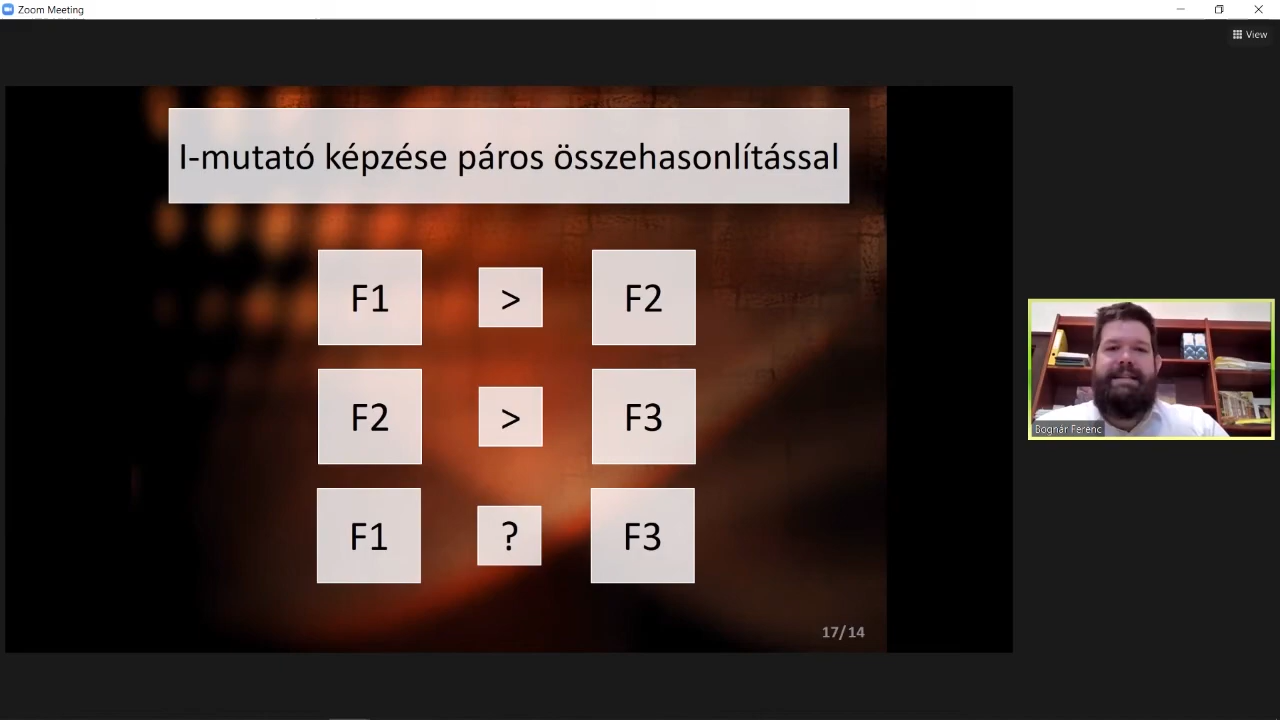 Zoom Meeting
View
I-mutató képzése páros összehasonlítással
F1 > F2
F2 > F3
F1 ? F3
17/14
Bognár Ferenc